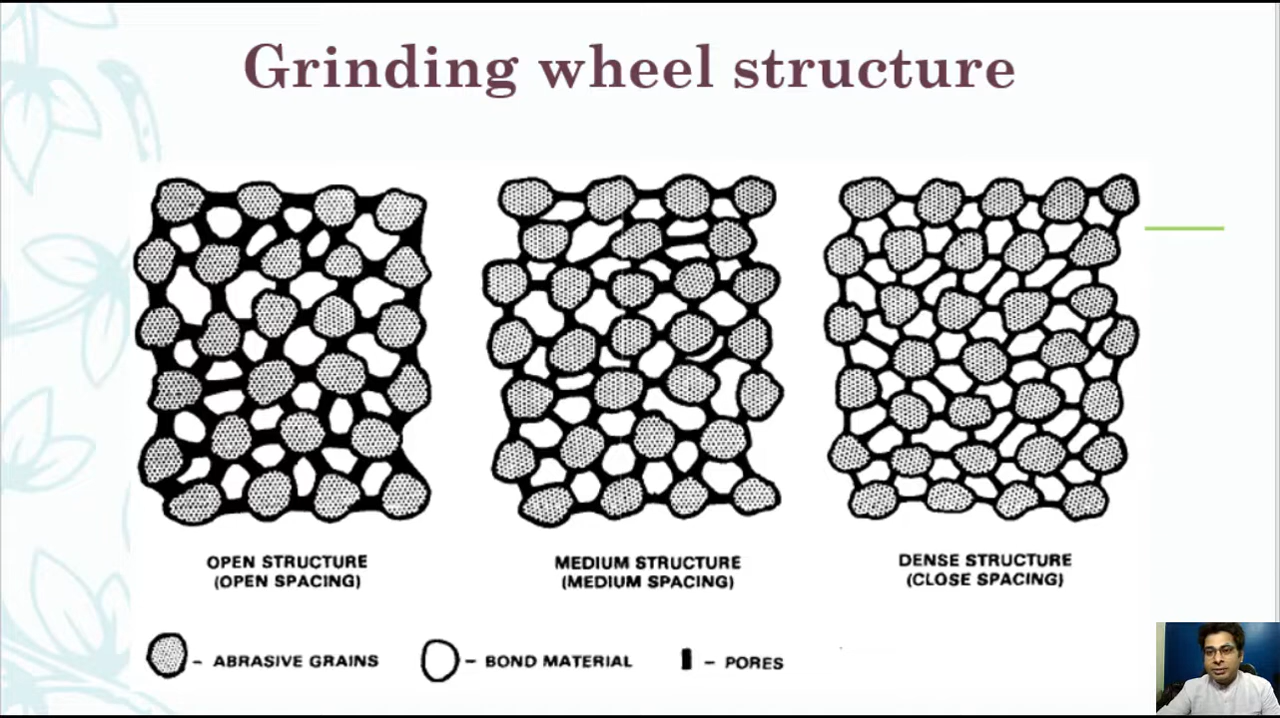 Grinding wheel structure
OPEN STRUCTURE
(OPEN SPACING)
MEDIUM STRUCTURE
(MEDIUM SPACING)
DENSE STRUCTURE
(CLOSE SPACING)
– ABRASIVE GRAINS
– BOND MATERIAL
– PORES